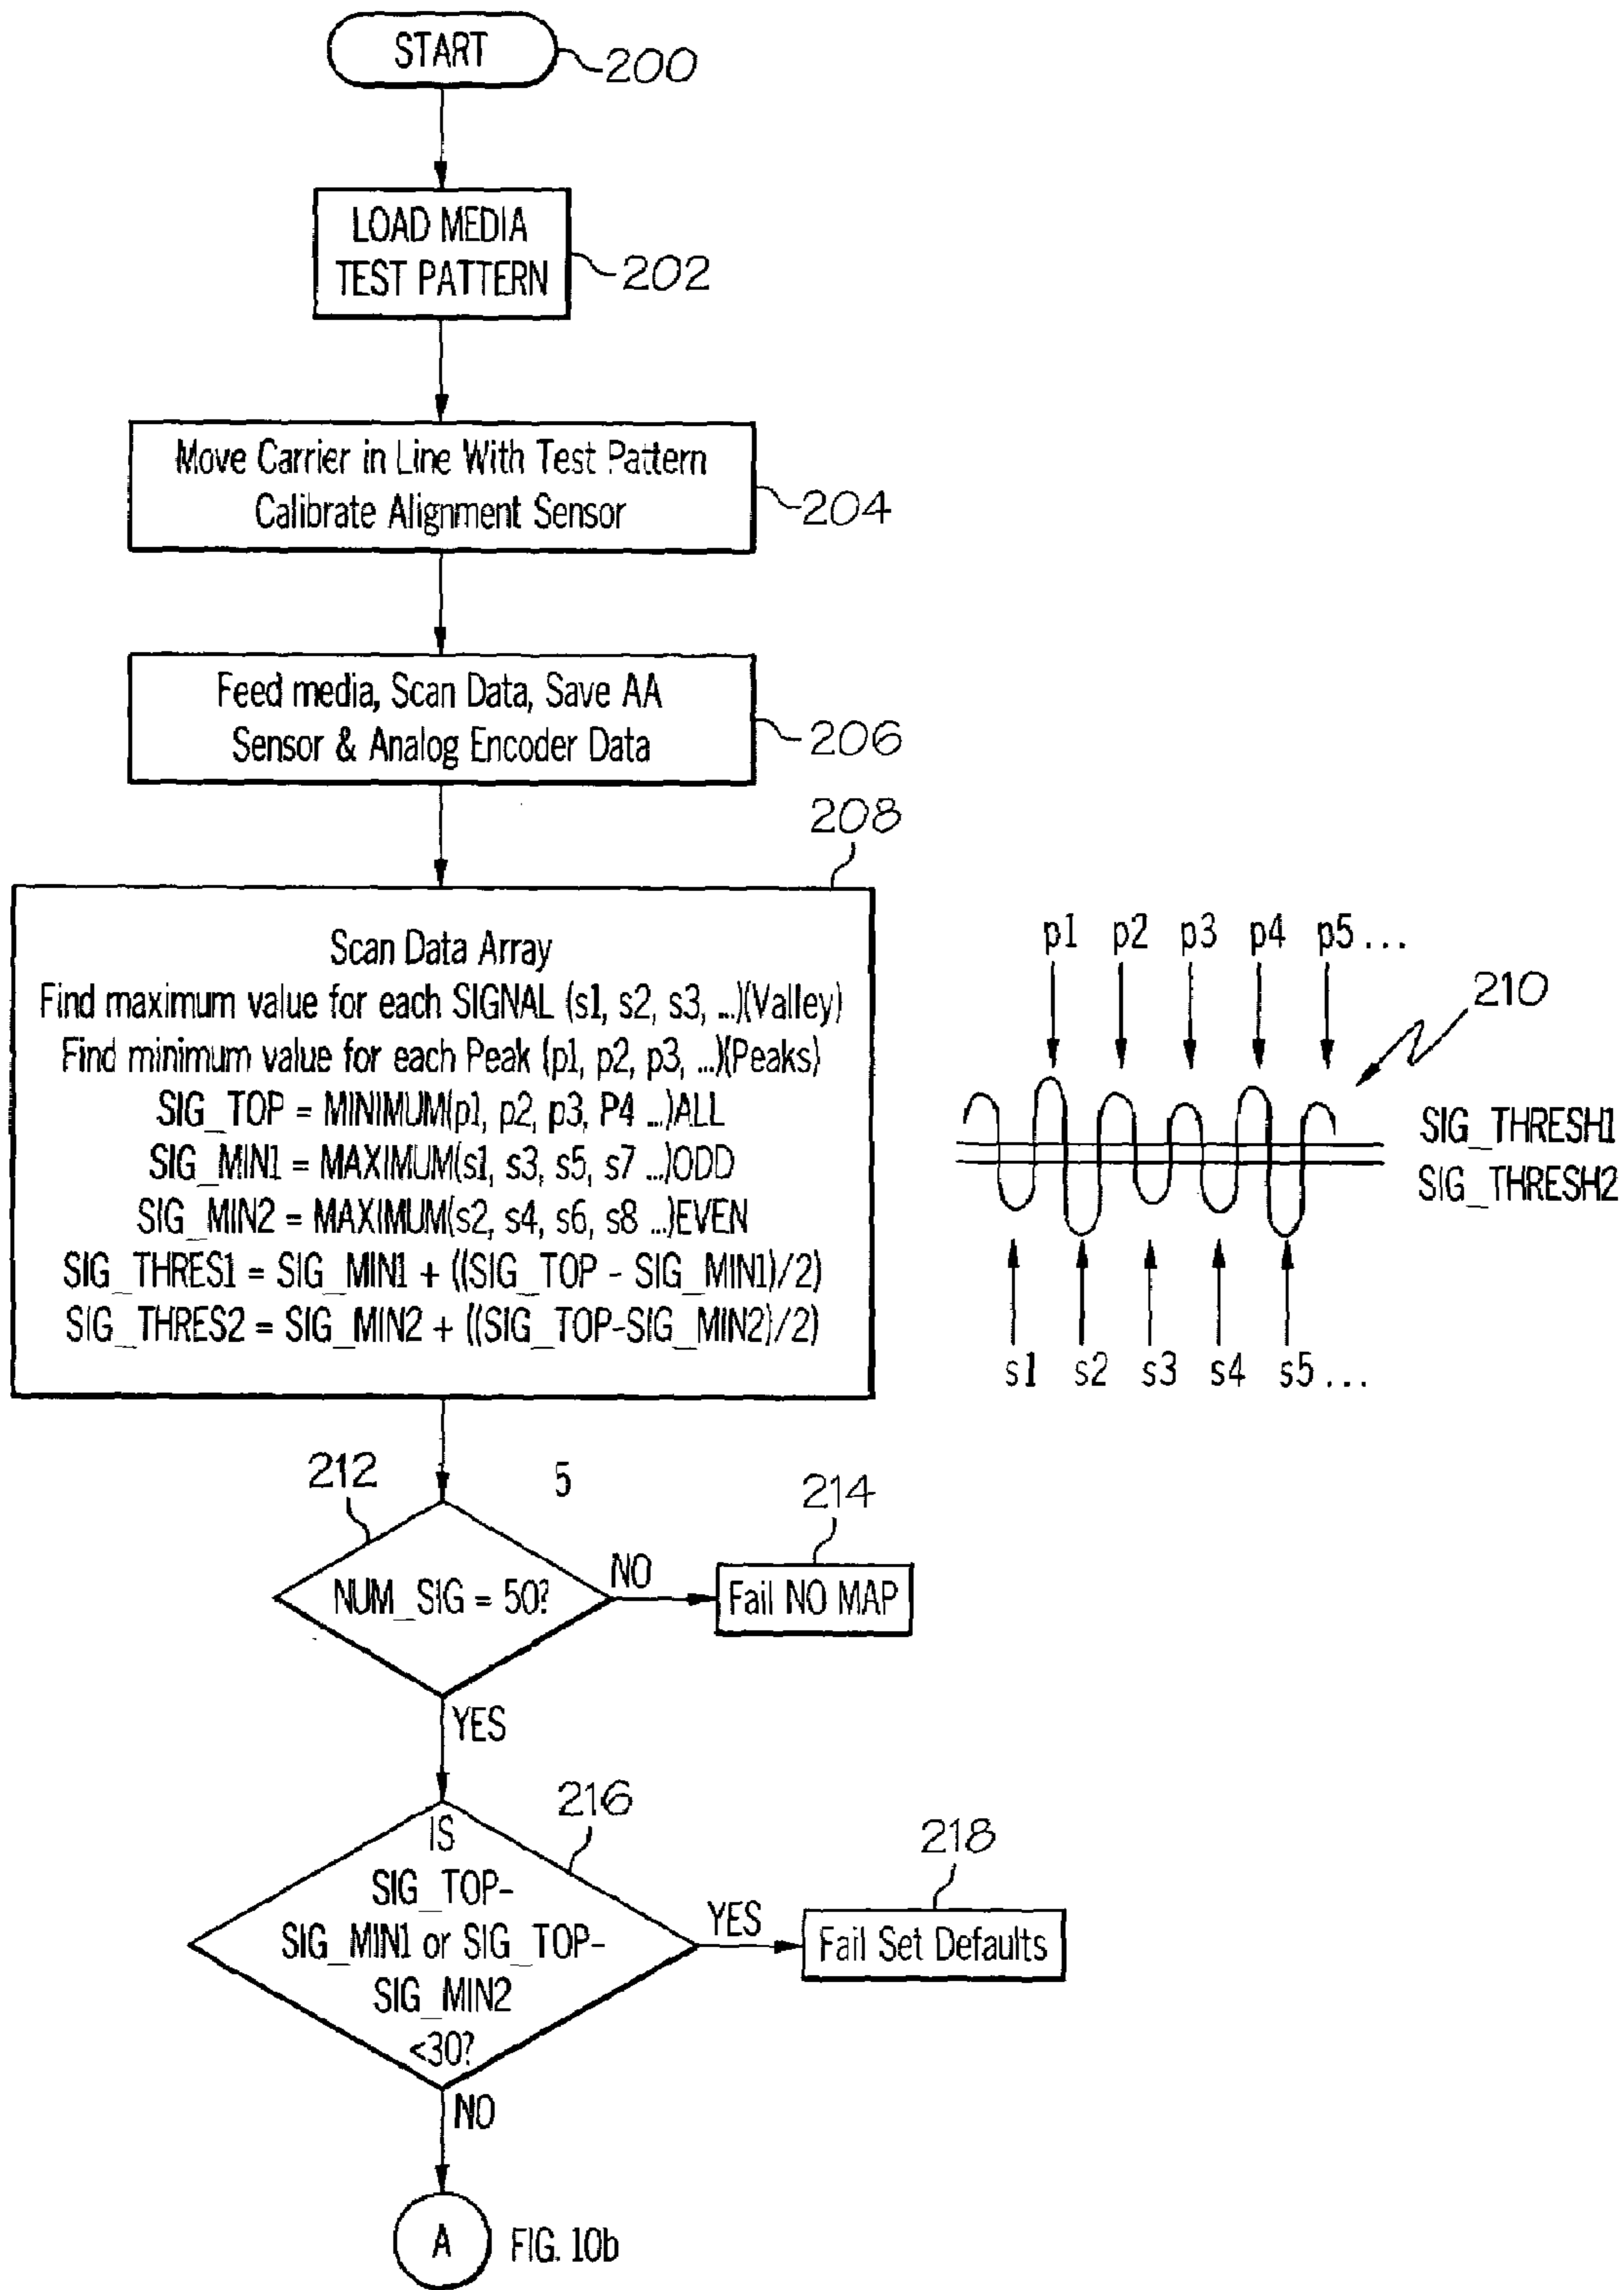 START
200
LOAD MEDIA
TEST PATTERN
202
Move Carrier in Line With Test Pattern
Calibrate Alignment Sensor
204
Feed media, Scan Data, Save AA
Sensor & Analog Encoder Data
206
208
Scan Data Array
Find maximum value for each SIGNAL (s1, s2, s3, ...)(Valley)
Find minimum value for each Peak (p1, p2, p3, ...)(Peaks)
SIG_TOP = MINIMUM(p1, p2, p3, P4 ...)ALL
SIG_MIN1 = MAXIMUM(s1, s3, s5, s7 ...)ODD
SIG_MIN2 = MAXIMUM(s2, s4, s6, s8 ...)EVEN
SIG_THRES1 = SIG_MIN1 + ((SIG_TOP - SIG_MIN1)/2)
SIG_THRES2 = SIG_MIN2 + ((SIG_TOP-SIG_MIN2)/2)
p1 p2 p3 p4 p5...
210
SIG_THRESH1
SIG_THRESH2
s1 s2 s3 s4 s5...
212
5
NUM_SIG = 50?
NO
214
Fail NO MAP
YES
216
IS
SIG_TOP-
SIG_MIN1 or SIG_TOP-
SIG_MIN2
<30?
YES
218
Fail Set Defaults
NO
A
FIG. 10b